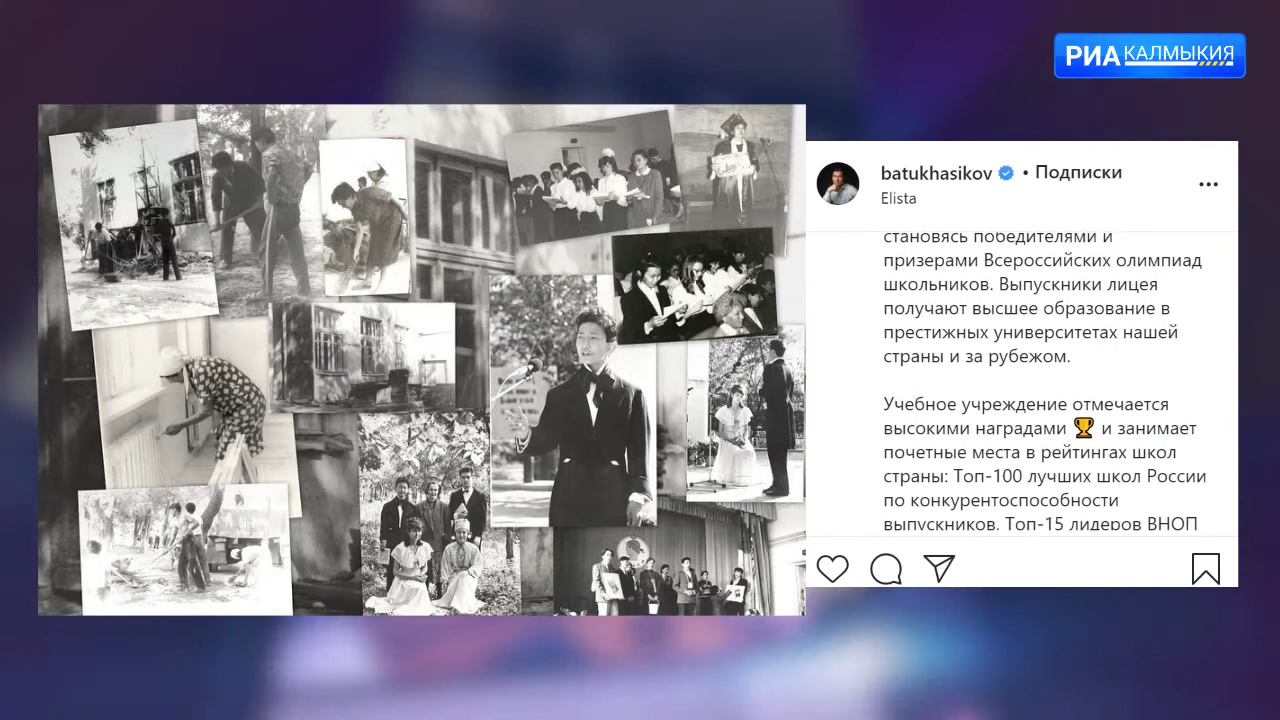 РИА КАЛМЫКИЯ
batukhasikov • Подписки
Elista
становясь победителями и
призерами Всероссийских олимпиад
школьников. Выпускники лицея
получают высшее образование в
престижных университетах нашей
страны и за рубежом.
Учебное учреждение отмечается
высокими наградами 🏆 и занимает
почетные места в рейтингах школ
страны: Топ-100 лучших школ России
по конкурентоспособности
выпускников, Топ-15 лидеров ВНОП